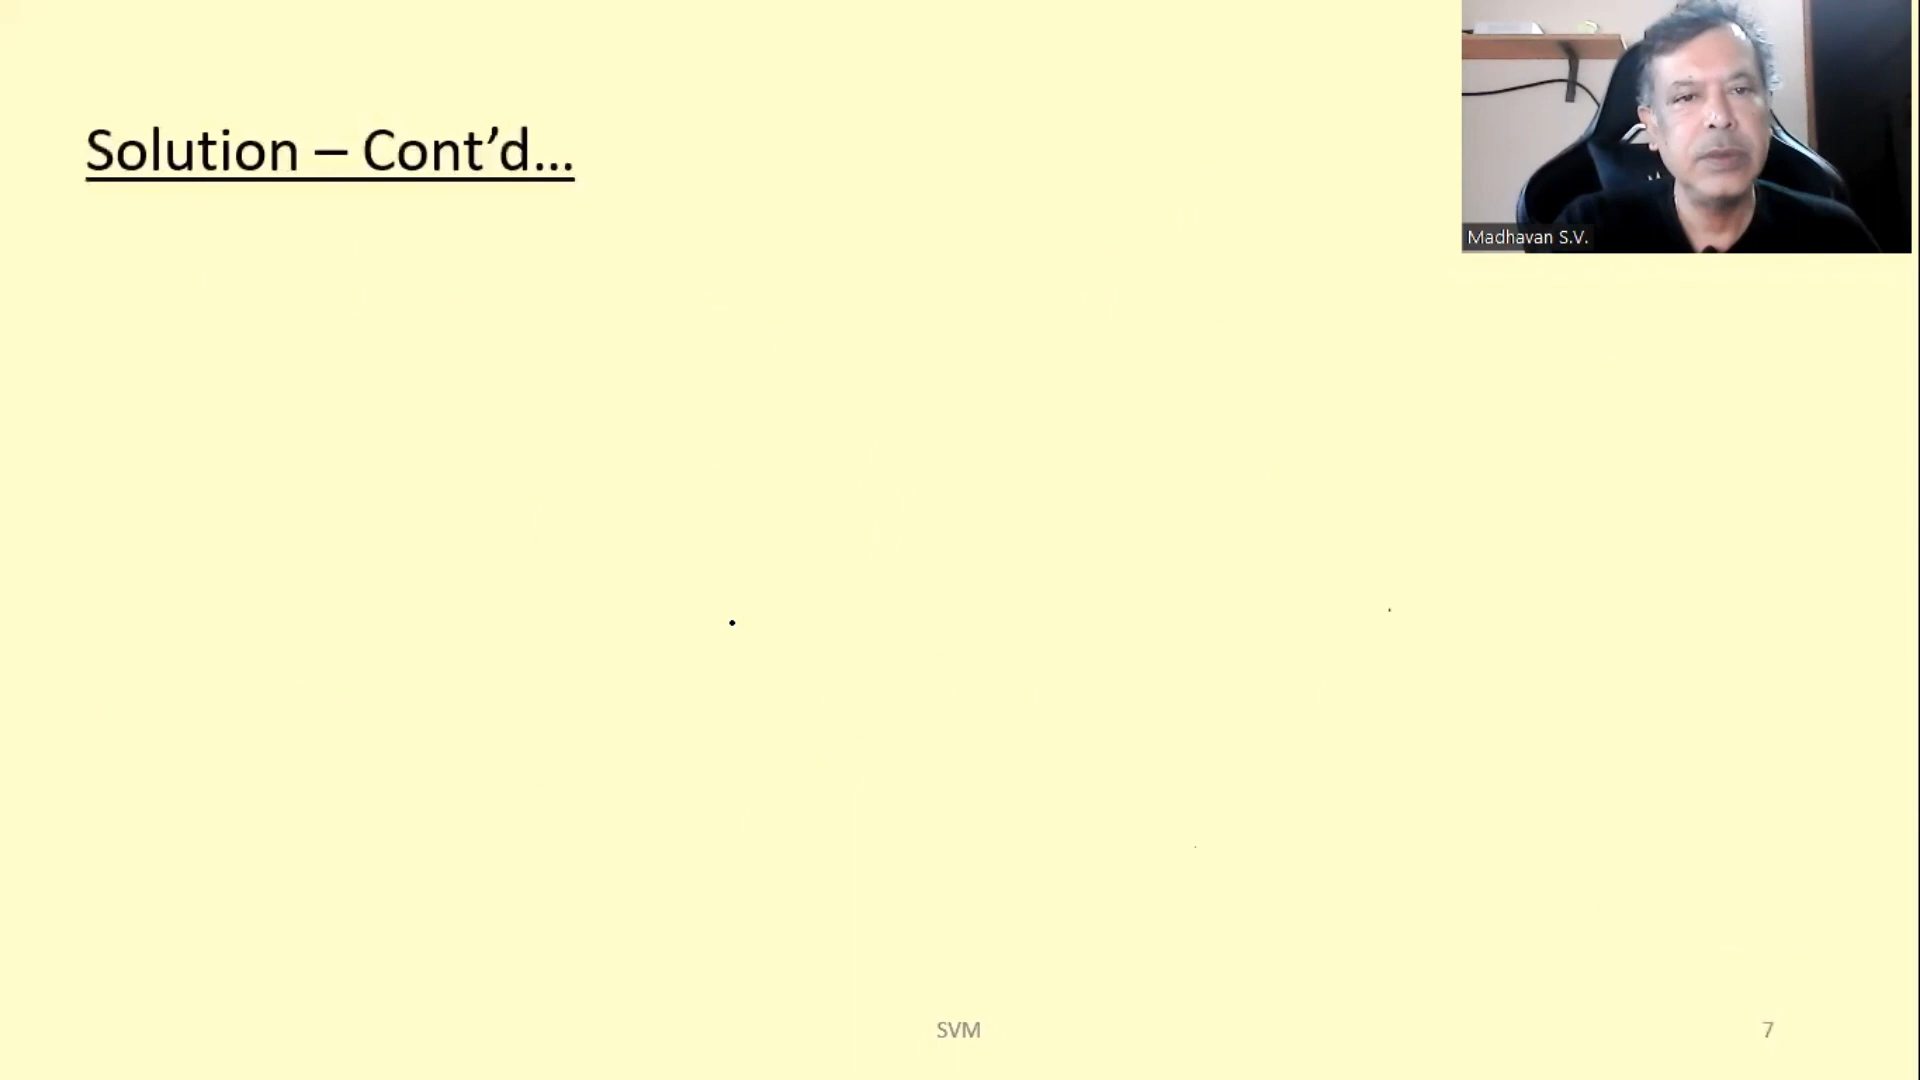 Solution – Cont’d...
Madhavan S.V.
SVM
7